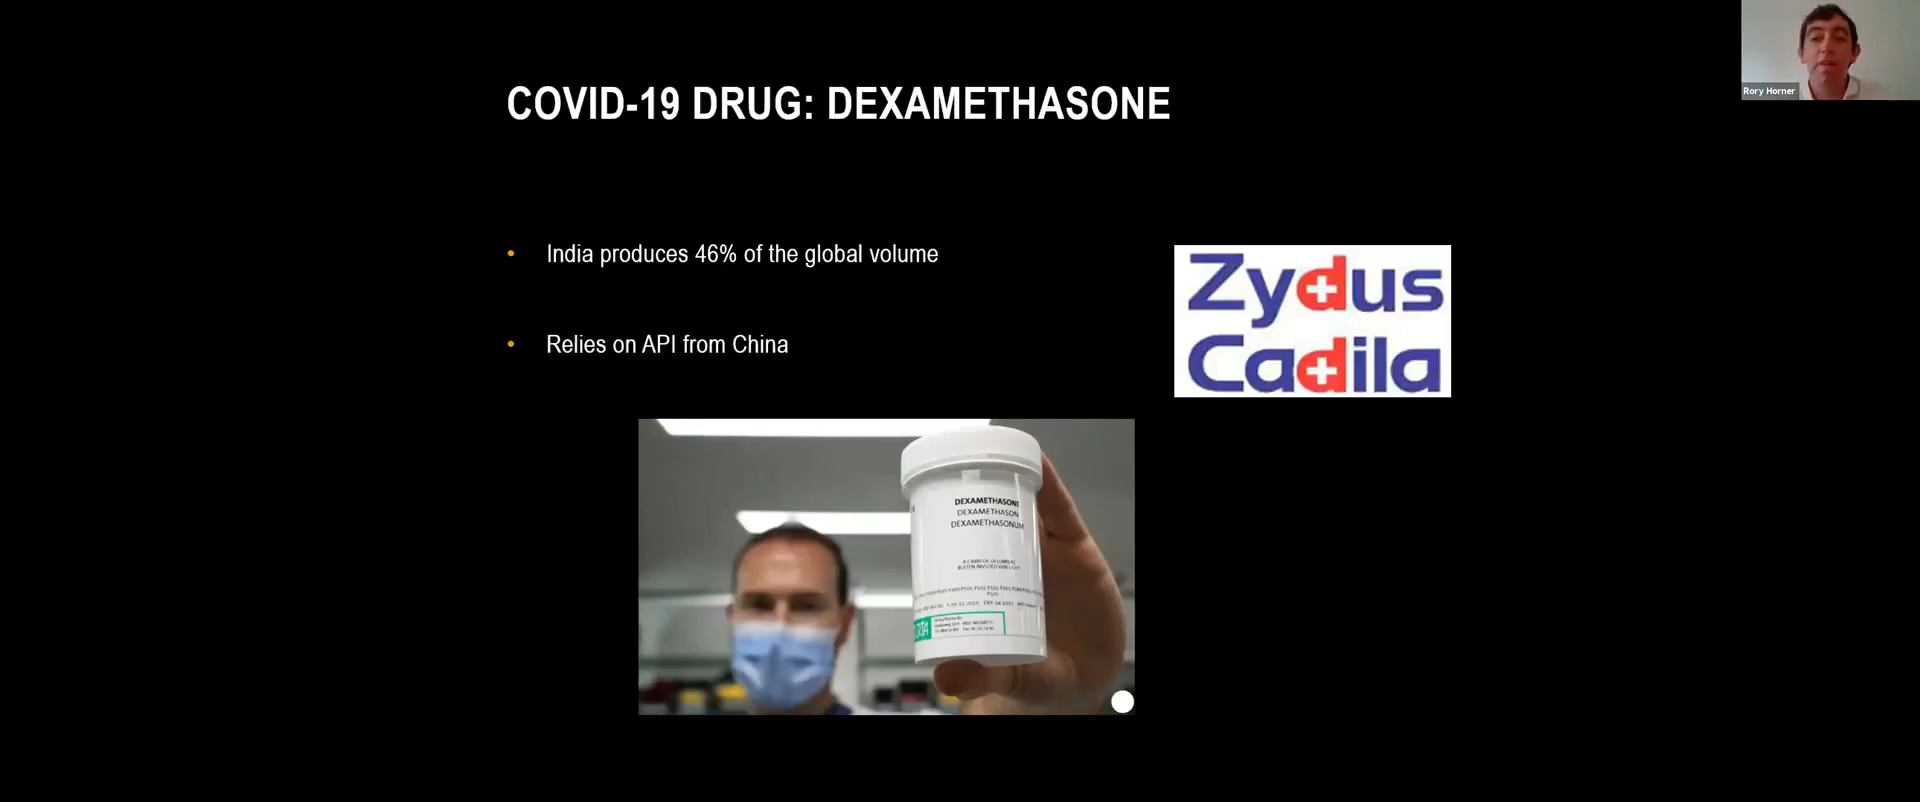 COVID-19 DRUG: DEXAMETHASONE
Rory Horner
India produces 46% of the global volume
Relies on API from China
Zydus
Cadila
DEXAMETHASONE
DEXAMETHASON
DEXAMETHASONUM